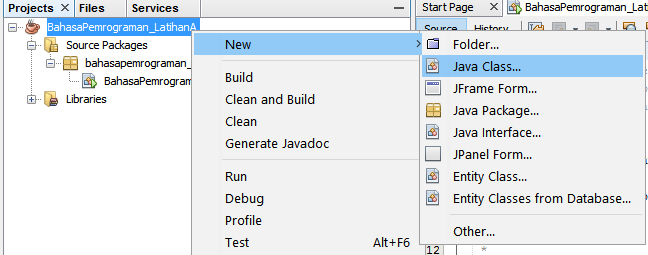 Projects X Files Services
Start Page X BahasaPemrograman_Lat
Source History
BahasaPemrograman_LatihanA
Source Packages
bahasapemrograman_
BahasaPemrogram
Libraries
New
Build
Clean and Build
Clean
Generate Javadoc
Run
Debug
Profile
Test Alt+F6
Folder...
Java Class...
JFrame Form...
Java Package...
Java Interface...
JPanel Form...
Entity Class...
Entity Classes from Database...
Other...
12 *